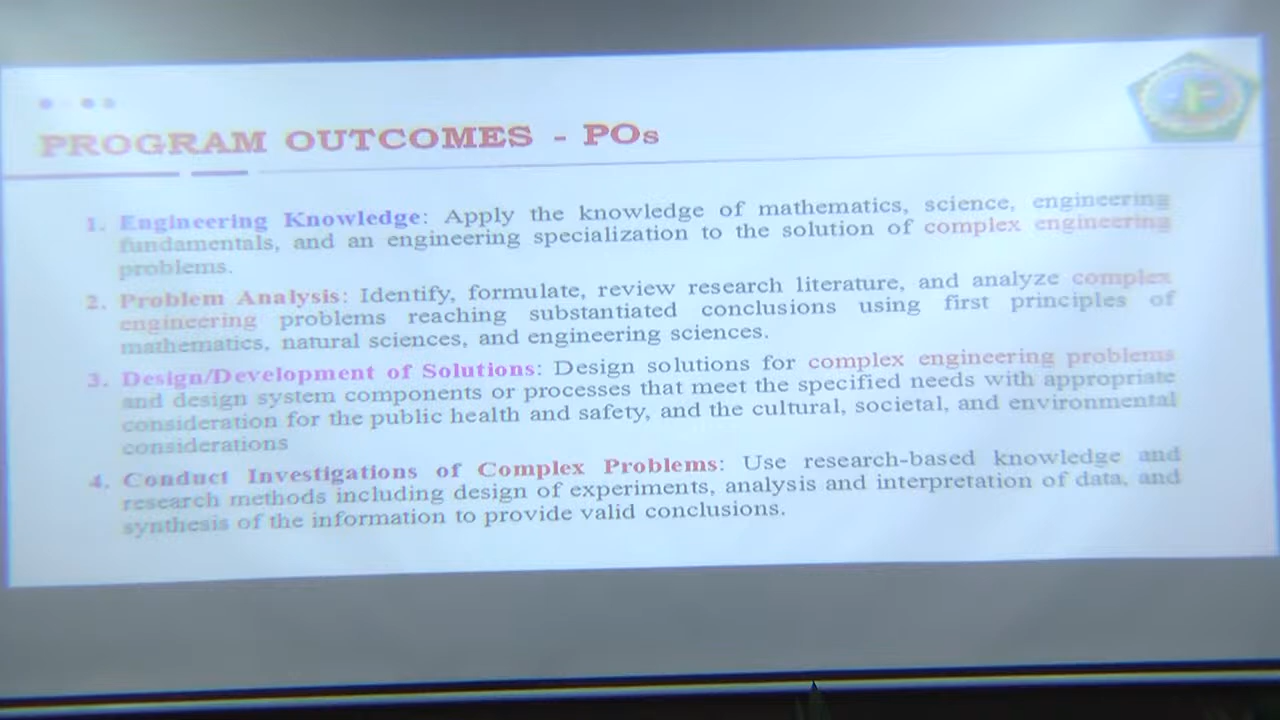 PROGRAM OUTCOMES - POs
1. Engineering Knowledge: Apply the knowledge of mathematics, science, engineering
fundamentals, and an engineering specialization to the solution of complex engineering
problems.
2. Problem Analysis: Identify, formulate, review research literature, and analyze complex
engineering problems reaching substantiated conclusions using first principles of
mathematics, natural sciences, and engineering sciences.
3. Design/Development of Solutions: Design solutions for complex engineering problems
and design system components or processes that meet the specified needs with appropriate
consideration for the public health and safety, and the cultural, societal, and environmental
considerations
4. Conduct Investigations of Complex Problems: Use research-based knowledge and
research methods including design of experiments, analysis and interpretation of data, and
synthesis of the information to provide valid conclusions.